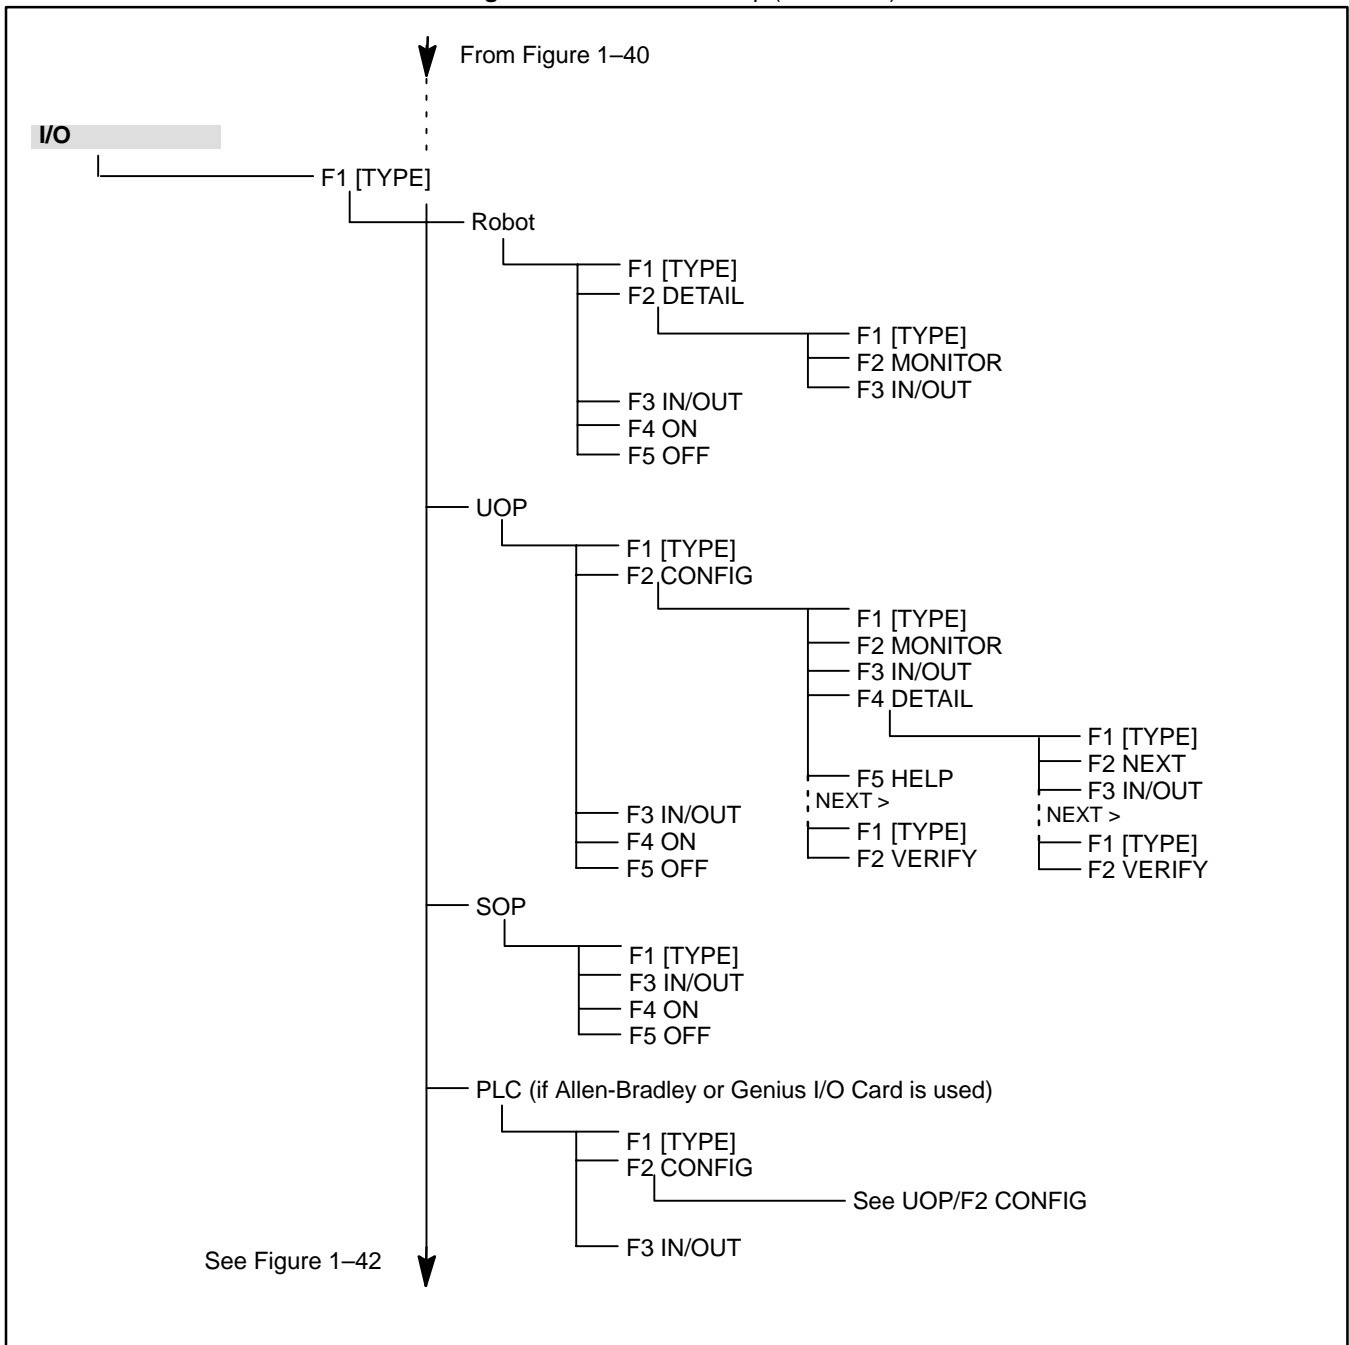 From Figure 1–40
I/O
F1 [TYPE]
Robot
F1 [TYPE]
F2 DETAIL
F1 [TYPE]
F2 MONITOR
F3 IN/OUT
F3 IN/OUT
F4 ON
F5 OFF
UOP
F1 [TYPE]
F2 CONFIG
F1 [TYPE]
F2 MONITOR
F3 IN/OUT
F4 DETAIL
F1 [TYPE]
F2 NEXT
F3 IN/OUT
NEXT >
F1 [TYPE]
F2 VERIFY
F5 HELP
NEXT >
F1 [TYPE]
F2 VERIFY
F3 IN/OUT
F4 ON
F5 OFF
SOP
F1 [TYPE]
F3 IN/OUT
F4 ON
F5 OFF
PLC (if Allen-Bradley or Genius I/O Card is used)
F1 [TYPE]
F2 CONFIG
See UOP/F2 CONFIG
F3 IN/OUT
See Figure 1–42